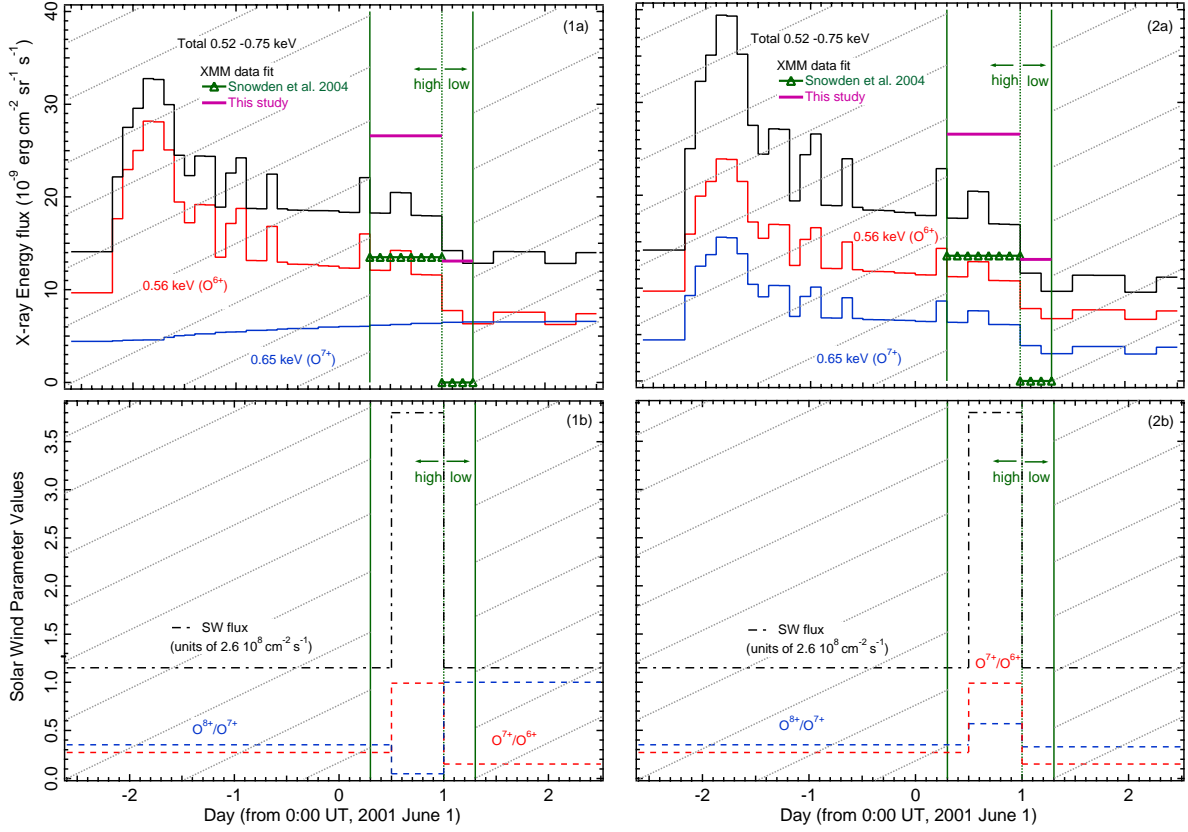 40
30
20
10
0
X-ray Energy flux (10⁻⁹ erg cm⁻² sr⁻¹ s⁻¹)
(1a)
Total 0.52 -0.75 keV
XMM data fit
Snowden et al. 2004
This study
high low
0.56 keV (O⁶⁺)
0.65 keV (O⁷⁺)
(2a)
Total 0.52 -0.75 keV
XMM data fit
Snowden et al. 2004
This study
high low
0.56 keV (O⁶⁺)
0.65 keV (O⁷⁺)
3.5
3.0
2.5
2.0
1.5
1.0
0.5
0.0
Solar Wind Parameter Values
(1b)
high low
SW flux
(units of 2.6 10⁸ cm⁻² s⁻¹)
O⁸⁺/O⁷⁺
O⁷⁺/O⁶⁺
-2 -1 0 1 2
Day (from 0:00 UT, 2001 June 1)
(2b)
high low
SW flux
(units of 2.6 10⁸ cm⁻² s⁻¹)
O⁷⁺/O⁶⁺
O⁸⁺/O⁷⁺
-2 -1 0 1 2
Day (from 0:00 UT, 2001 June 1)